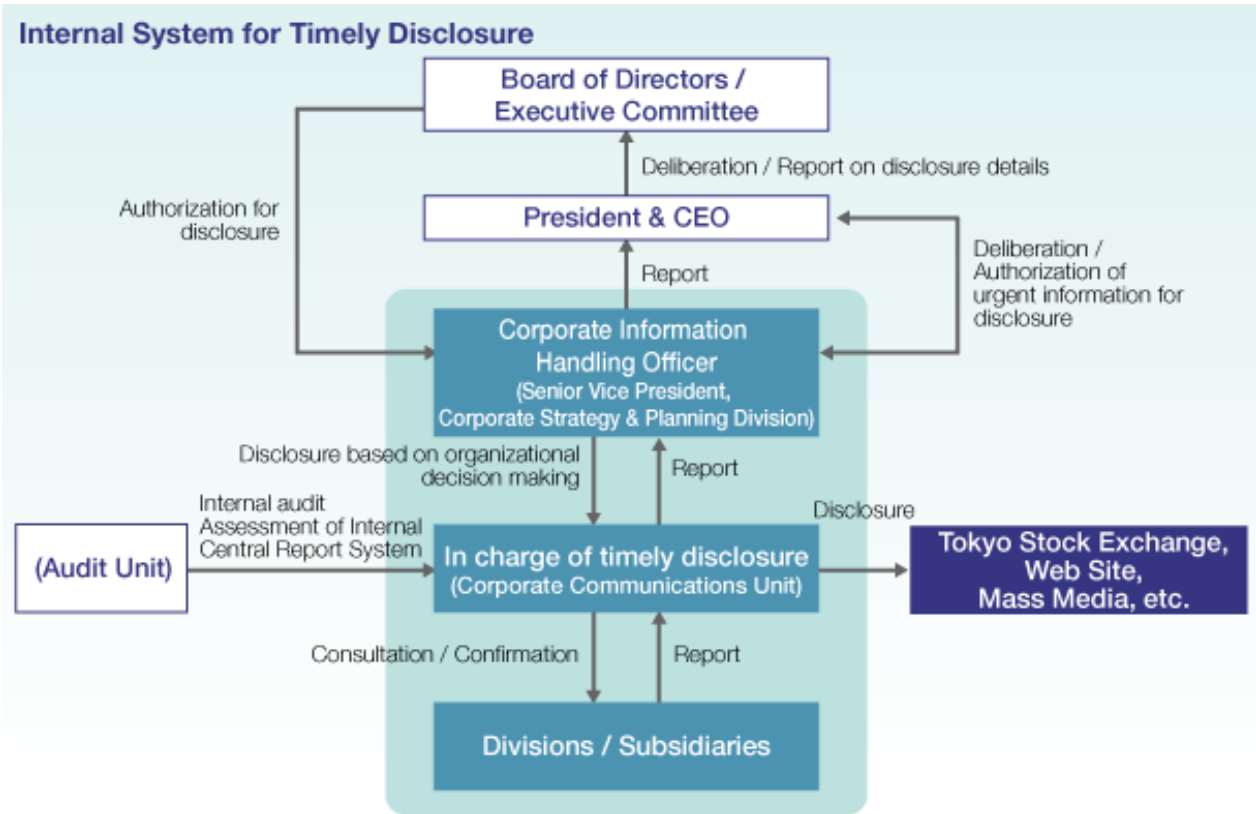 Internal System for Timely Disclosure
Board of Directors /
Executive Committee
Deliberation / Report on disclosure details
Authorization for
disclosure
President & CEO
Deliberation /
Authorization of
urgent information for
disclosure
Report
Corporate Information
Handling Officer
(Senior Vice President,
Corporate Strategy & Planning Division)
Disclosure based on organizational
decision making
Report
Internal audit
Assessment of Internal
Central Report System
Disclosure
(Audit Unit)
In charge of timely disclosure
(Corporate Communications Unit)
Tokyo Stock Exchange,
Web Site,
Mass Media, etc.
Consultation / Confirmation
Report
Divisions / Subsidiaries